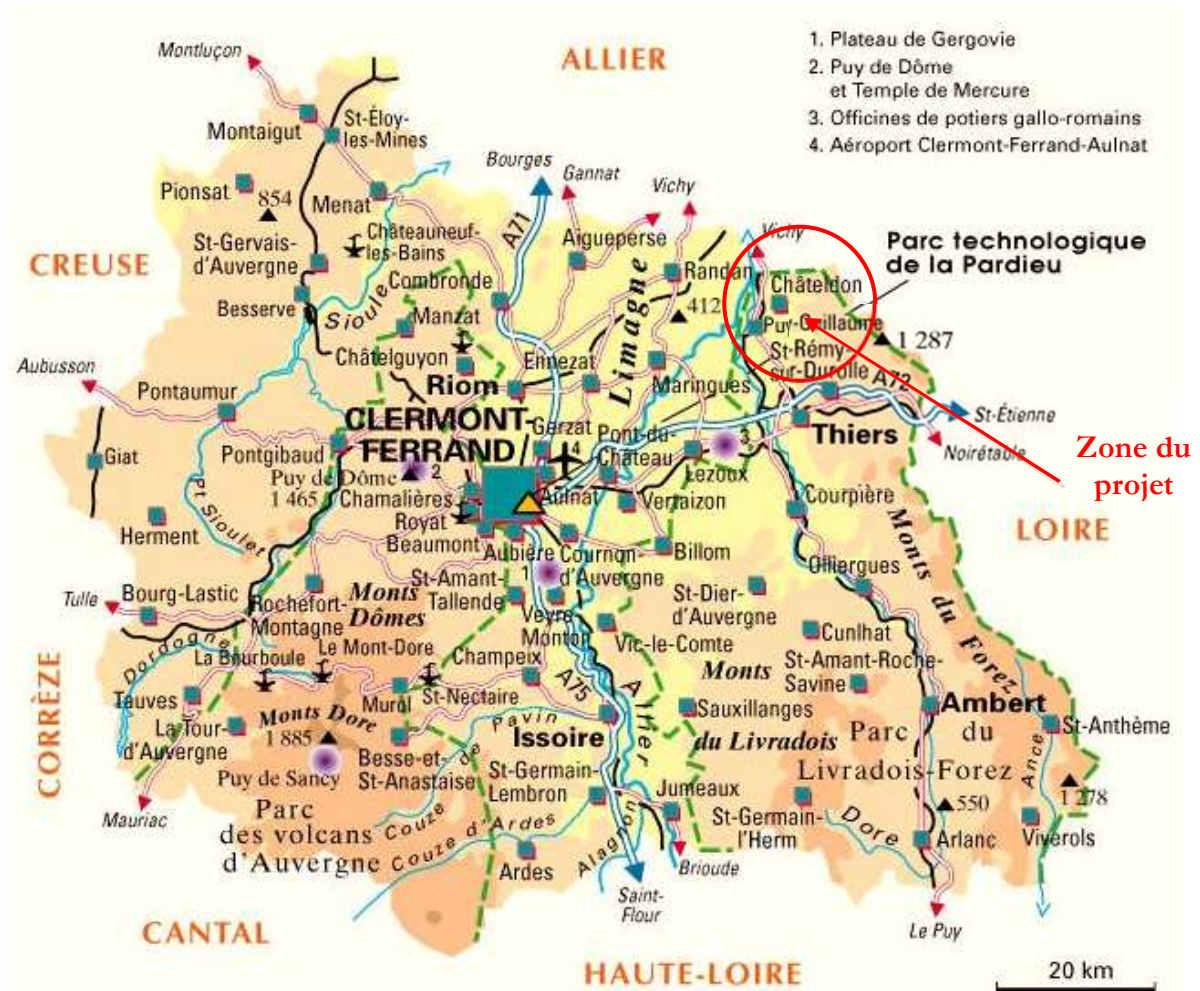 Montluçon
ALLIER
1. Plateau de Gergovie
2. Puy de Dôme
et Temple de Mercure
3. Officines de potiers gallo-romains
4. Aéroport Clermont-Ferrand-Aulnat
Montaigut
St-Éloy-
les-Mines
Bourges
Gannat
Vichy
Pionsat
854
Menat
A71
Châteauneuf-
les-Bains
Aigueperse
Vichy
Parc technologique
de la Pardieu
CREUSE
St-Gervais-
d'Auvergne
Combronde
Randan
Châteldon
Besserve
Sioule
Manzat
412
Puy-Guillaume
1 287
Châtelguyon
Ennezat
Limagne
St-Rémy-
sur-Durolle
A72
Aubusson
Pontaumur
Riom
Maringues
St-Étienne
CLERMONT-
FERRAND
Gerzat
4
Pont-du-
Château
3
Thiers
Noirétable
Zone du
projet
Giat
Pontgibaud
Puy de Dôme
1 465
2
Lezoux
Chamalières
Aulnat
Vertaizon
Courpière
LOIRE
Herment
Pt Sioulet
Royat
Beaumont
Aubière
Cournon-
d'Auvergne
1
Billom
Olliergues
Monts du Forez
Tulle
Bourg-Lastic
Rochefort-
Montagne
Monts
Dômes
St-Amant-
Tallende
Veyre
Monton
St-Dier-
d'Auvergne
Vic-le-Comte
Cunlhat
Dordogne
La Bourboule
Le Mont-Dore
Champeix
Monts
du Livradois
St-Amant-Roche-
Savine
CORRÈZE
Tauves
Murol
St-Nectaire
A75
Allier
Sauxillanges
Ambert
St-Anthème
La Tour-
d'Auvergne
Monts Dore
1 885
Puy de Sancy
Couze de Pavin
Issoire
Parc
du
Livradois-Forez
Ance
Besse-et-
St-Anastaise
St-Germain-
Lembron
Jumeaux
550
1 278
Mauriac
Parc
des volcans
d'Auvergne
Couze d'Ardes
St-Germain-
l'Herm
Dore
Arlanc
Viverols
Ardes
Alagnon
Brioude
Saint-
Flour
Le Puy
CANTAL
HAUTE-LOIRE
20 km